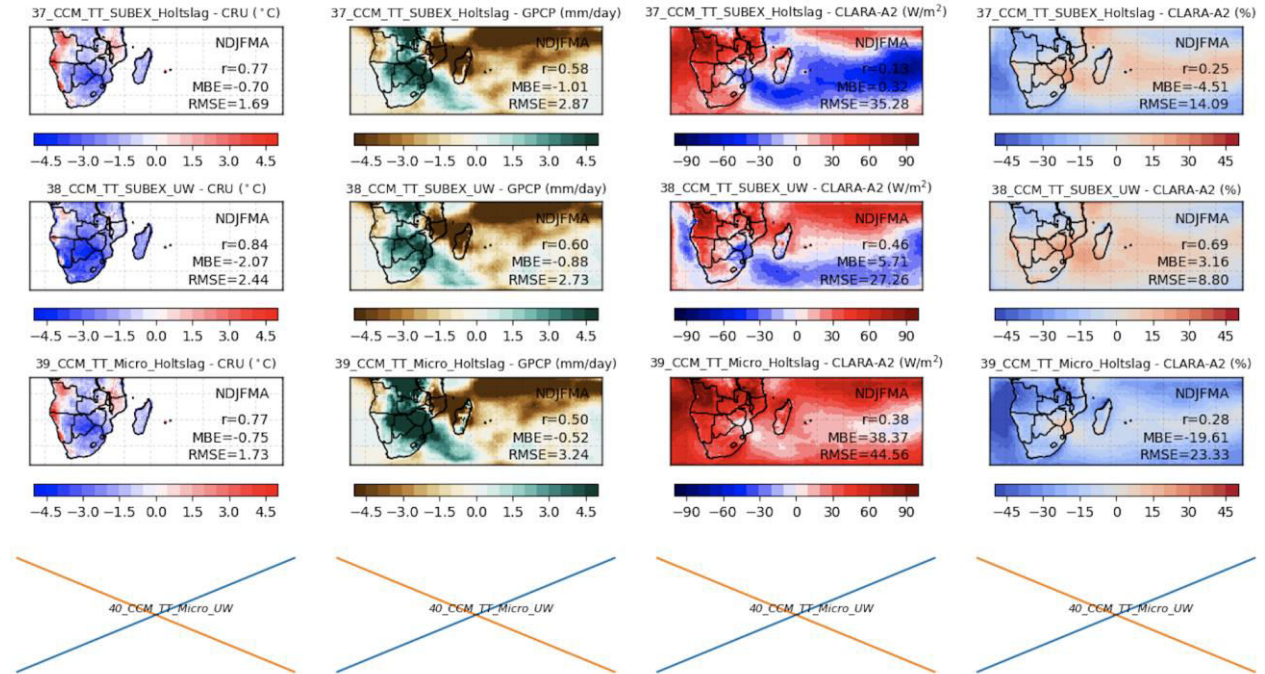 37_CCM_TT_SUBEX_Holtslag - CRU (˚C)
NDJFMA
r=0.77
MBE=-0.70
RMSE=1.69
−4.5 −3.0 −1.5 0.0 1.5 3.0 4.5
37_CCM_TT_SUBEX_Holtslag - GPCP (mm/day)
NDJFMA
r=0.58
MBE=-1.01
RMSE=2.87
−4.5 −3.0 −1.5 0.0 1.5 3.0 4.5
37_CCM_TT_SUBEX_Holtslag - CLARA-A2 (W/m²)
NDJFMA
r=0.13
MBE=0.32
RMSE=35.28
−90 −60 −30 0 30 60 90
37_CCM_TT_SUBEX_Holtslag - CLARA-A2 (%)
NDJFMA
r=0.25
MBE=-4.51
RMSE=14.09
−45 −30 −15 0 15 30 45
38_CCM_TT_SUBEX_UW - CRU (˚C)
NDJFMA
r=0.84
MBE=-2.07
RMSE=2.44
−4.5 −3.0 −1.5 0.0 1.5 3.0 4.5
38_CCM_TT_SUBEX_UW - GPCP (mm/day)
NDJFMA
r=0.60
MBE=-0.88
RMSE=2.73
−4.5 −3.0 −1.5 0.0 1.5 3.0 4.5
38_CCM_TT_SUBEX_UW - CLARA-A2 (W/m²)
NDJFMA
r=0.46
MBE=5.71
RMSE=27.26
−90 −60 −30 0 30 60 90
38_CCM_TT_SUBEX_UW - CLARA-A2 (%)
NDJFMA
r=0.69
MBE=3.16
RMSE=8.80
−45 −30 −15 0 15 30 45
39_CCM_TT_Micro_Holtslag - CRU (˚C)
NDJFMA
r=0.77
MBE=-0.75
RMSE=1.73
−4.5 −3.0 −1.5 0.0 1.5 3.0 4.5
39_CCM_TT_Micro_Holtslag - GPCP (mm/day)
NDJFMA
r=0.50
MBE=-0.52
RMSE=3.24
−4.5 −3.0 −1.5 0.0 1.5 3.0 4.5
39_CCM_TT_Micro_Holtslag - CLARA-A2 (W/m²)
NDJFMA
r=0.38
MBE=38.37
RMSE=44.56
−90 −60 −30 0 30 60 90
39_CCM_TT_Micro_Holtslag - CLARA-A2 (%)
NDJFMA
r=0.28
MBE=-19.61
RMSE=23.33
−45 −30 −15 0 15 30 45
40_CCM_TT_Micro_UW
40_CCM_TT_Micro_UW
40_CCM_TT_Micro_UW
40_CCM_TT_Micro_UW